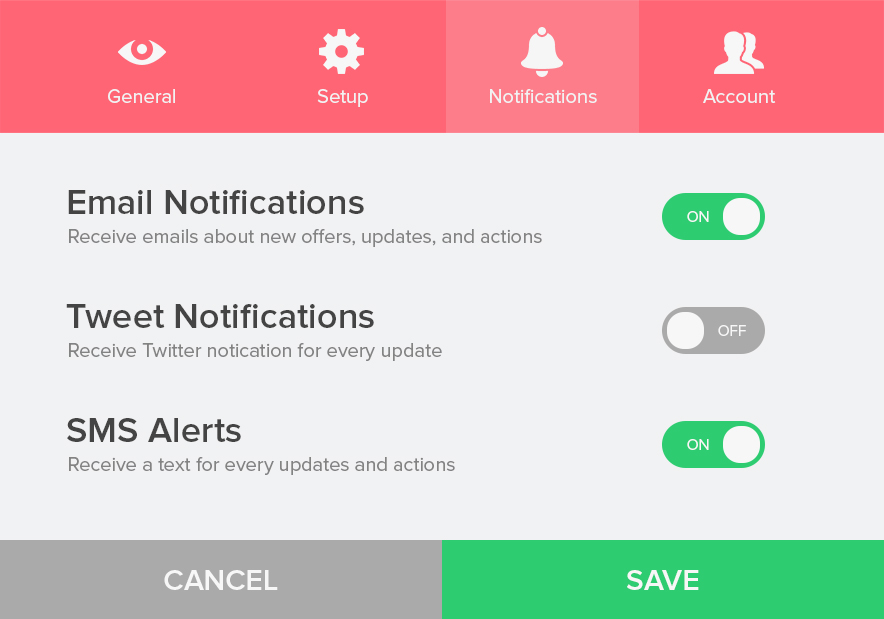 General
Setup
Notifications
Account
Email Notifications
ON
Receive emails about new offers, updates, and actions
Tweet Notifications
OFF
Receive Twitter notication for every update
SMS Alerts
ON
Receive a text for every updates and actions
CANCEL
SAVE